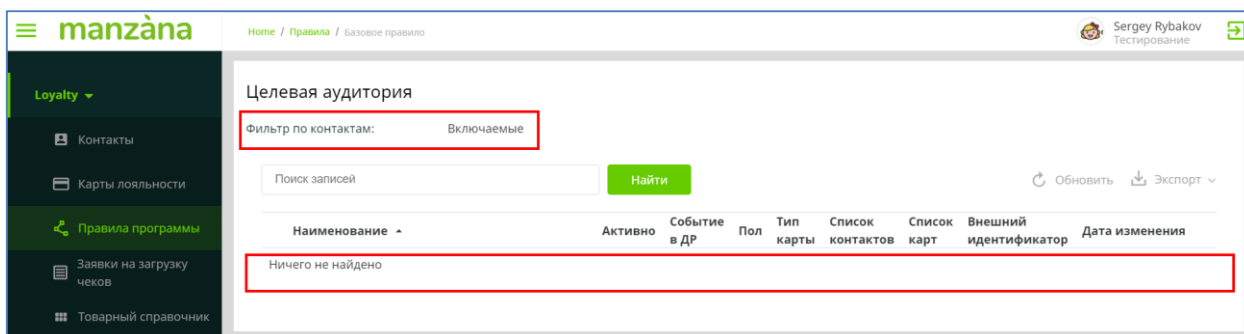 manzàna
Home / Правила / Базовое правило
Sergey Rybakov
Тестирование
Loyalty
Контакты
Карты лояльности
Правила программы
Заявки на загрузку
чеков
Товарный справочник
Целевая аудитория
Фильтр по контактам: Включаемые
Поиск записей
Найти
Обновить
Экспорт
Наименование
Активно
Событие
в ДР
Пол
Тип
карты
Список
контактов
Список
карт
Внешний
идентификатор
Дата изменения
Ничего не найдено